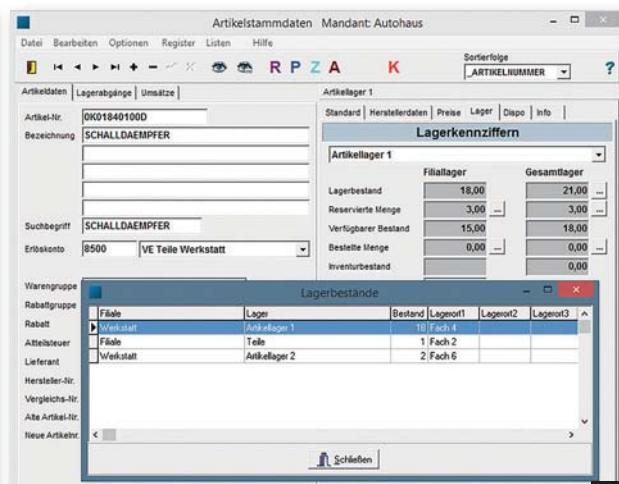 Artikelstammdaten Mandant: Autohaus
Datei Bearbeiten Optionen Register Listen Hilfe
R P Z A K
Sortierfolge
_ARTIKELNUMMER
?
Artikeldaten Lagerabgänge Umsätze
Artikel-Nr. 0K01840100D
Bezeichnung SCHALLDAEMPFER
Suchbegriff SCHALLDAEMPFER
Erlöskonto 8500 VE Teile Werkstatt
Warengruppe
Rabattgruppe
Rabatt
Altteilsteuer
Lieferant
Hersteller-Nr.
Vergleichs-Nr.
Alte Artikel-Nr.
Neue Artikelnr.
Artikellager 1
Standard Herstellerdaten Preise Lager Dispo Info
Lagerkennziffern
Artikellager 1
Filiallager Gesamtlager
Lagerbestand 18,00 21,00 ...
Reservierte Menge 3,00 ... 3,00 ...
Verfügbarer Bestand 15,00 18,00
Bestellte Menge 0,00 ... 0,00 ...
Inventurbestand 0,00
Lagerbestände
Filiale Lager Bestand Lagerort1 Lagerort2 Lagerort3
Werkstatt Artikellager 1 18 Fach 4
Filiale Teile 1 Fach 2
Werkstatt Artikellager 2 2 Fach 6
Schließen